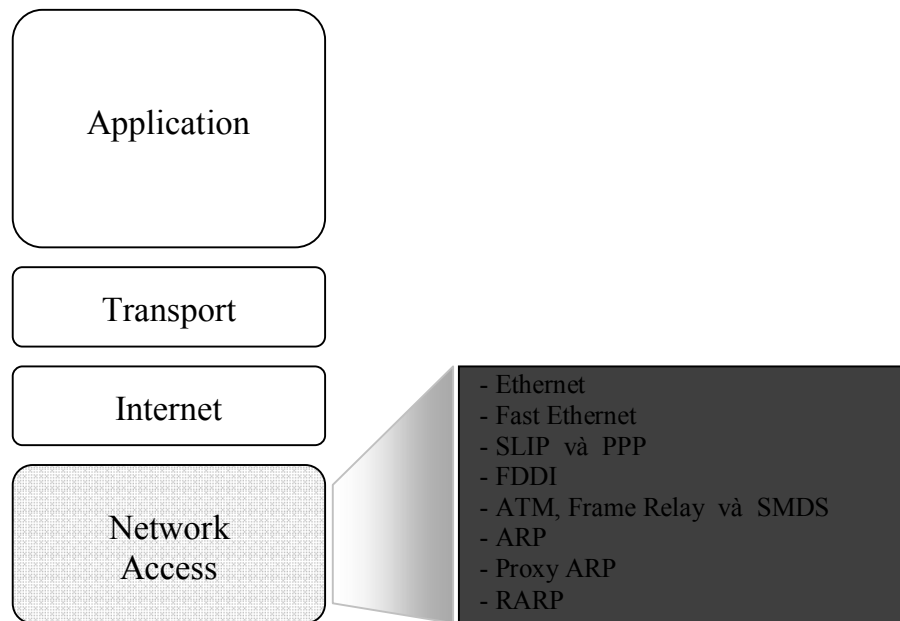 Application
Transport
Internet
Network
Access
- Ethernet
- Fast Ethernet
- SLIP và PPP
- FDDI
- ATM, Frame Relay và SMDS
- ARP
- Proxy ARP
- RARP